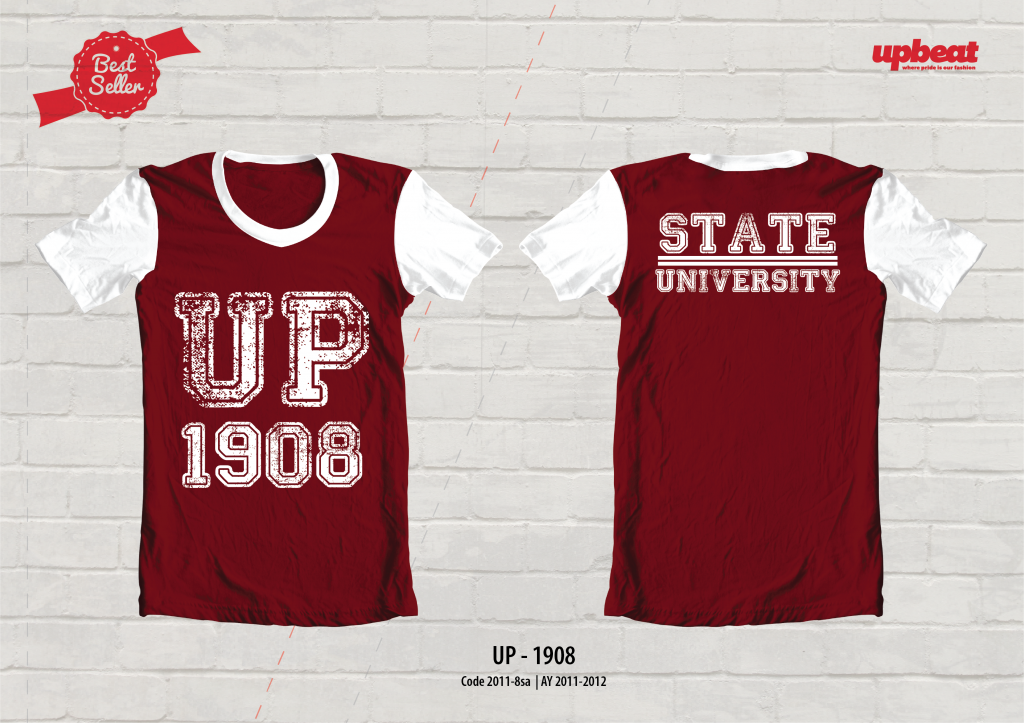 Best
Seller
upbeat
where pride is our fashion
UP
1908
STATE
UNIVERSITY
UP - 1908
Code 2011-8sa | AY 2011-2012